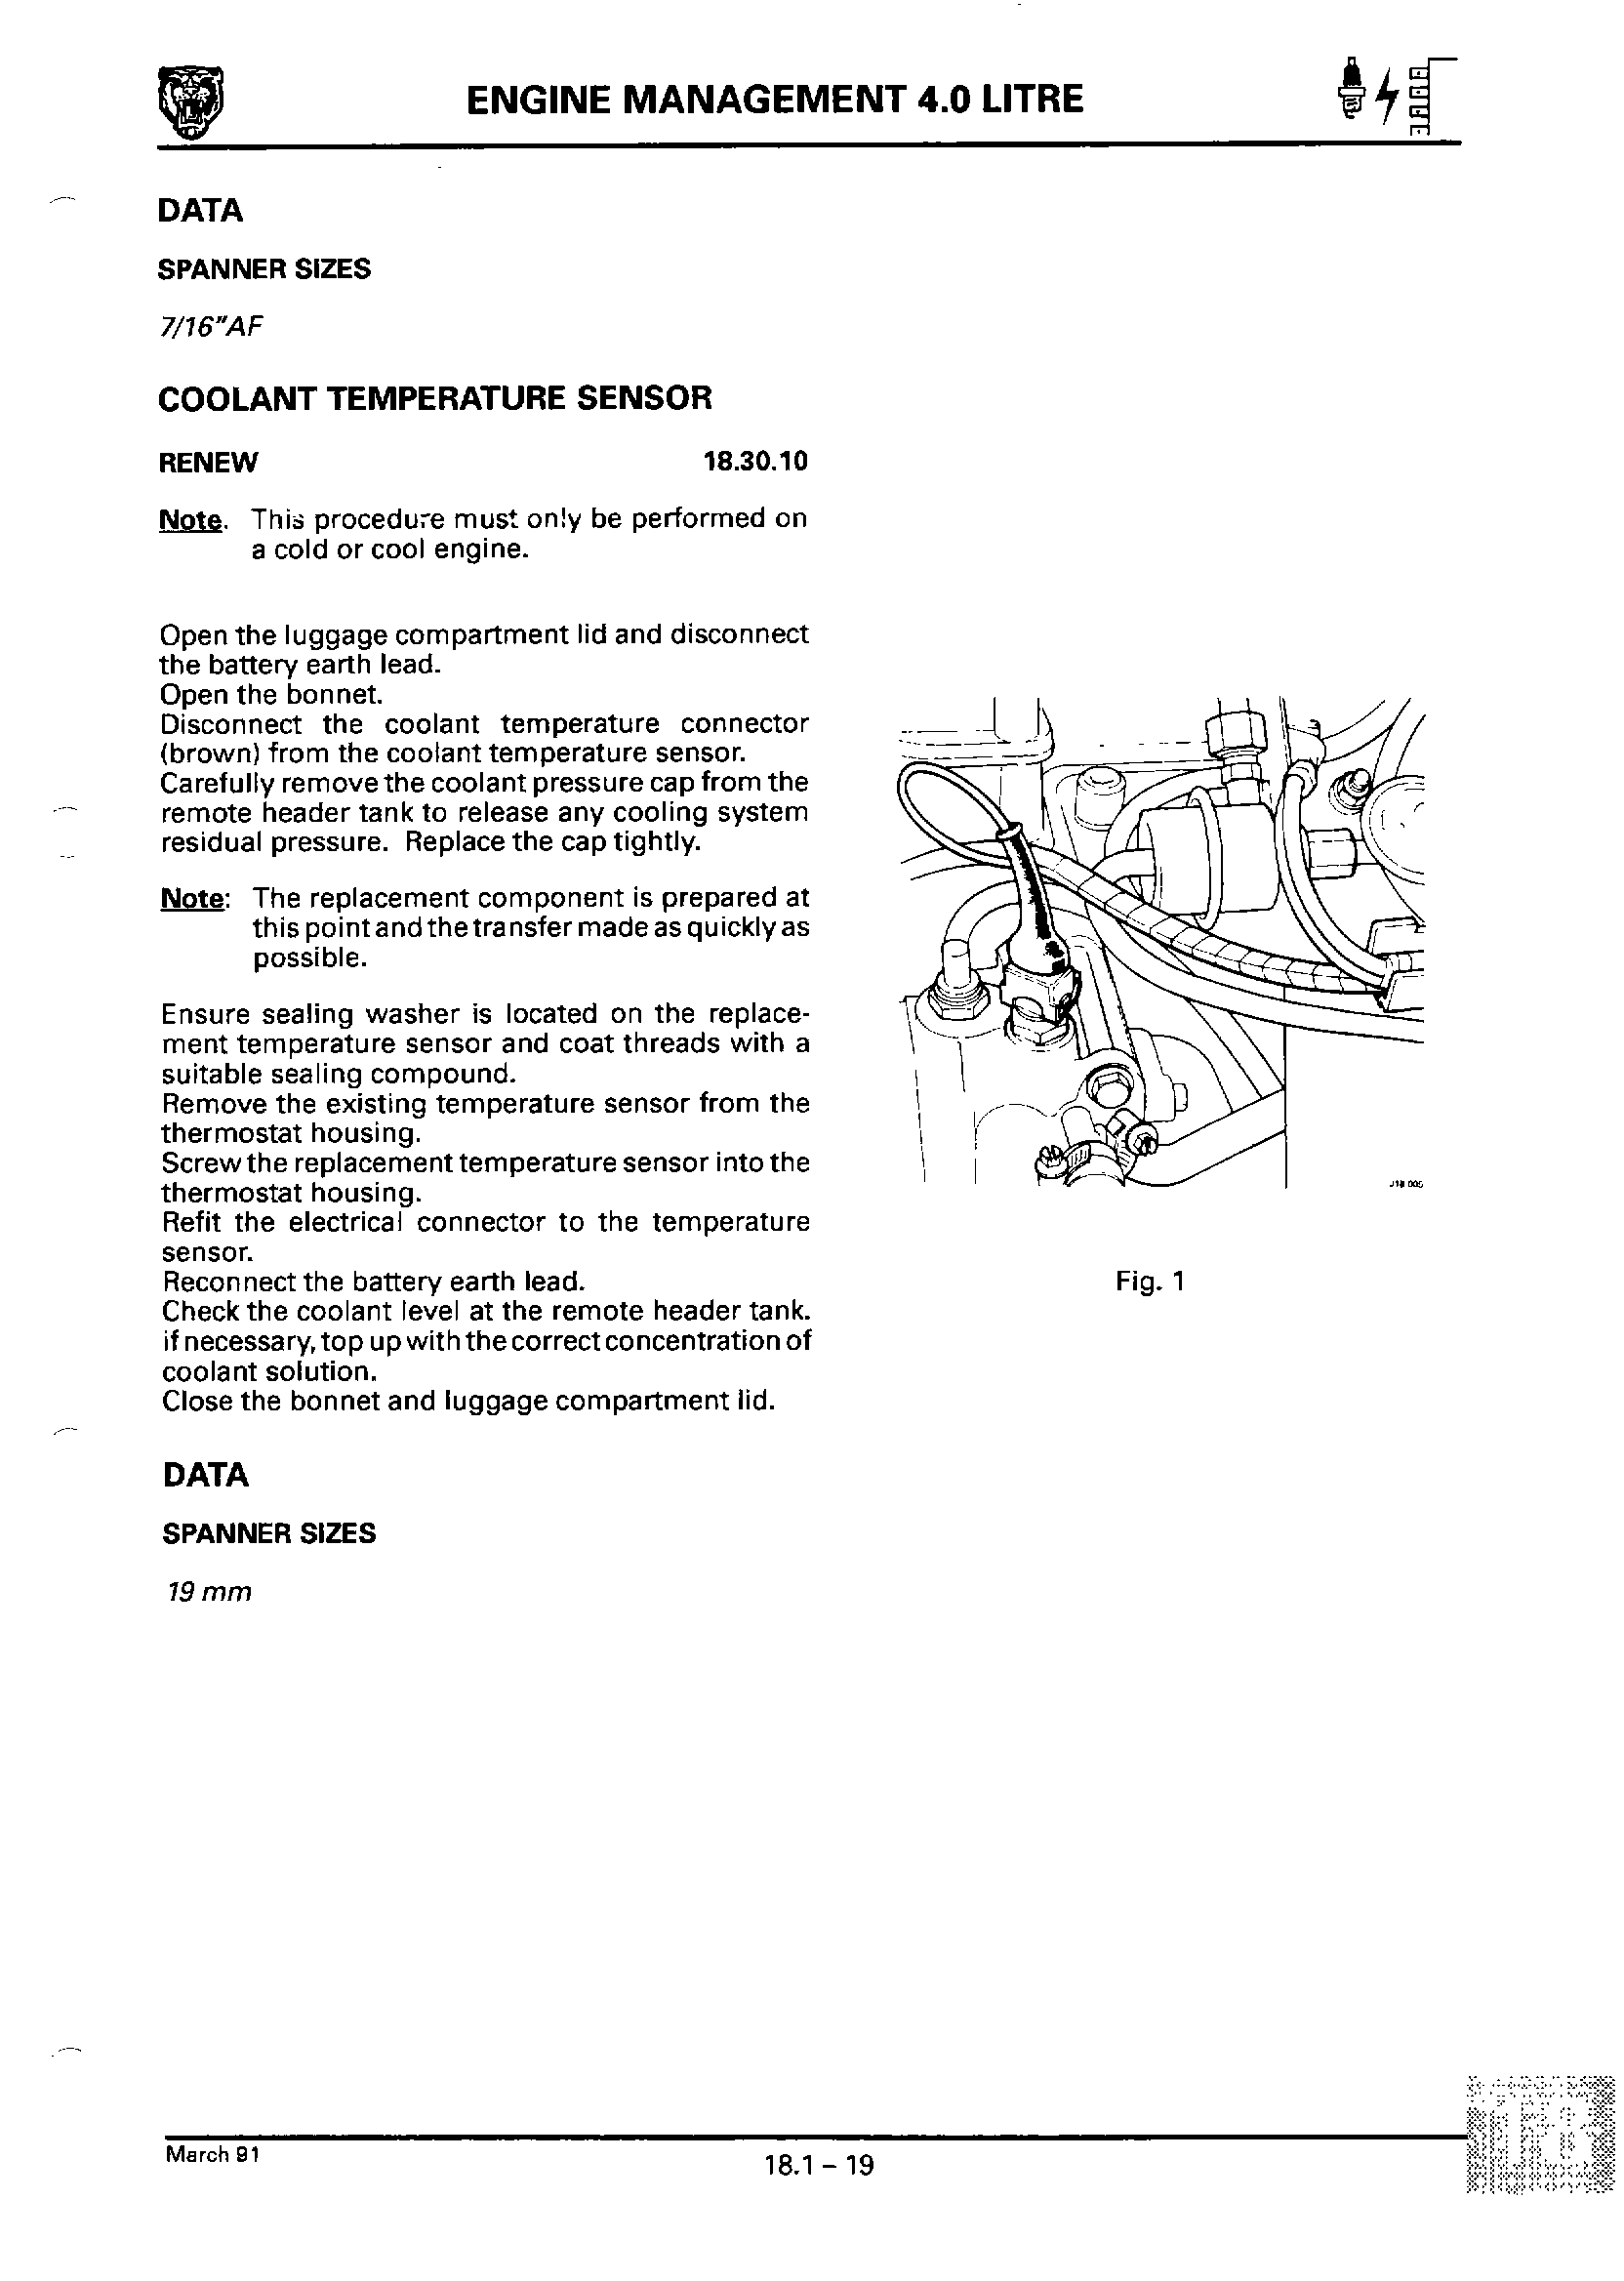 ENGINE MANAGEMENT 4.0 LITRE
DATA
SPANNER SIZES
7/16"AF
COOLANT TEMPERATURE SENSOR
RENEW 18.30.10
Note. This procedure must only be performed on
a cold or cool engine.
Open the luggage compartment lid and disconnect
the battery earth lead.
Open the bonnet.
Disconnect the coolant temperature connector
(brown) from the coolant temperature sensor.
Carefully remove the coolant pressure cap from the
remote header tank to release any cooling system
residual pressure. Replace the cap tightly.
Note: The replacement component is prepared at
this point and the transfer made as quickly as
possible.
Ensure sealing washer is located on the replace-
ment temperature sensor and coat threads with a
suitable sealing compound.
Remove the existing temperature sensor from the
thermostat housing.
Screw the replacement temperature sensor into the
thermostat housing.
Refit the electrical connector to the temperature
sensor.
Reconnect the battery earth lead.
Check the coolant level at the remote header tank.
if necessary, top up with the correct concentration of
coolant solution.
Close the bonnet and luggage compartment lid.
DATA
SPANNER SIZES
19 mm
J18 005
Fig. 1
March 91
18.1 – 19